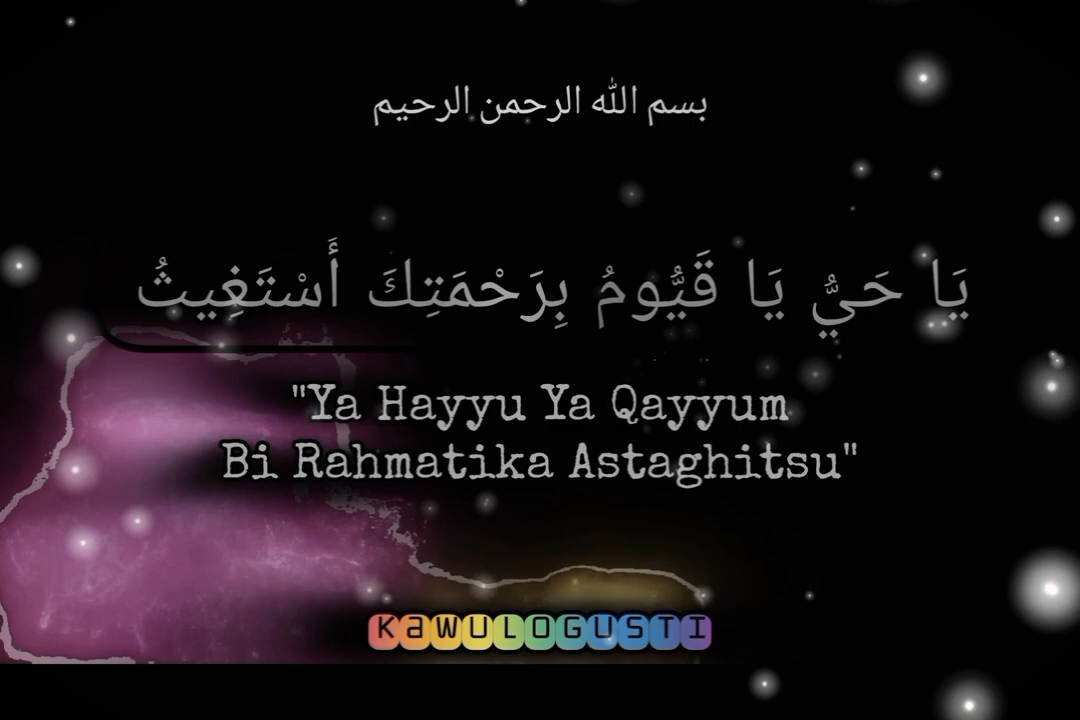 بسم الله الرحمن الرحيم
يَا حَيُّ يَا قَيُّومُ بِرَحْمَتِكَ أَسْتَغِيثُ
"Ya Hayyu Ya Qayyum
Bi Rahmatika Astaghitsu"
KaWULOGUSTI